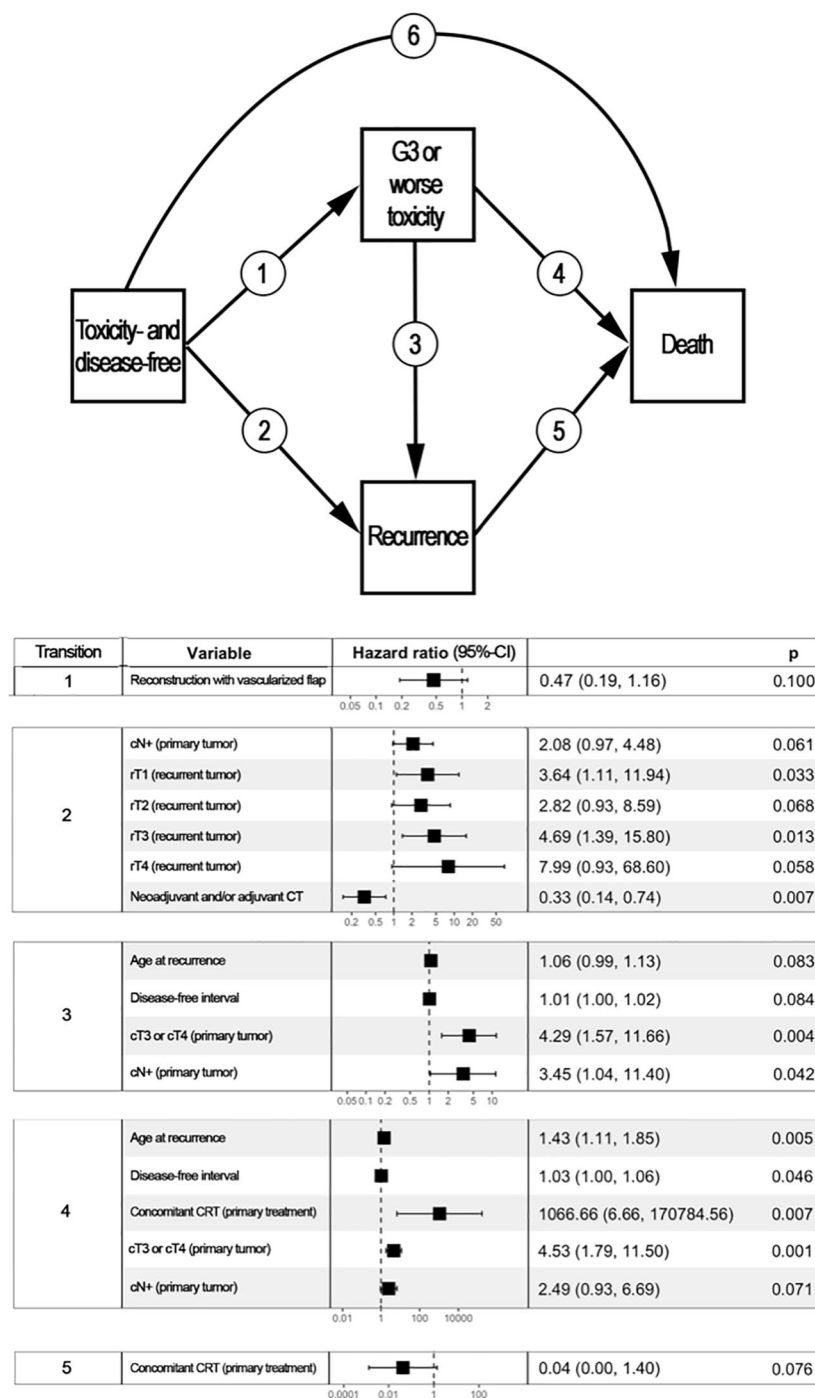 6
G3 or
worse
toxicity
1
4
Toxicity- and
disease-free
3
Death
2
5
Recurrence
Transition Variable Hazard ratio (95%-CI) p
1 Reconstruction with vascularized flap 0.47 (0.19, 1.16) 0.100
0.05 0.1 0.2 0.5 1 2
2
cN+ (primary tumor) 2.08 (0.97, 4.48) 0.061
rT1 (recurrent tumor) 3.64 (1.11, 11.94) 0.033
rT2 (recurrent tumor) 2.82 (0.93, 8.59) 0.068
rT3 (recurrent tumor) 4.69 (1.39, 15.80) 0.013
rT4 (recurrent tumor) 7.99 (0.93, 68.60) 0.058
Neoadjuvant and/or adjuvant CT 0.33 (0.14, 0.74) 0.007
0.2 0.5 1 2 5 10 20 50
3
Age at recurrence 1.06 (0.99, 1.13) 0.083
Disease-free interval 1.01 (1.00, 1.02) 0.084
cT3 or cT4 (primary tumor) 4.29 (1.57, 11.66) 0.004
cN+ (primary tumor) 3.45 (1.04, 11.40) 0.042
0.05 0.1 0.2 0.5 1 2 5 10
4
Age at recurrence 1.43 (1.11, 1.85) 0.005
Disease-free interval 1.03 (1.00, 1.06) 0.046
Concomitant CRT (primary treatment) 1066.66 (6.66, 170784.56) 0.007
cT3 or cT4 (primary tumor) 4.53 (1.79, 11.50) 0.001
cN+ (primary tumor) 2.49 (0.93, 6.69) 0.071
0.01 1 100 10000
5 Concomitant CRT (primary treatment) 0.04 (0.00, 1.40) 0.076
0.0001 0.01 1 100